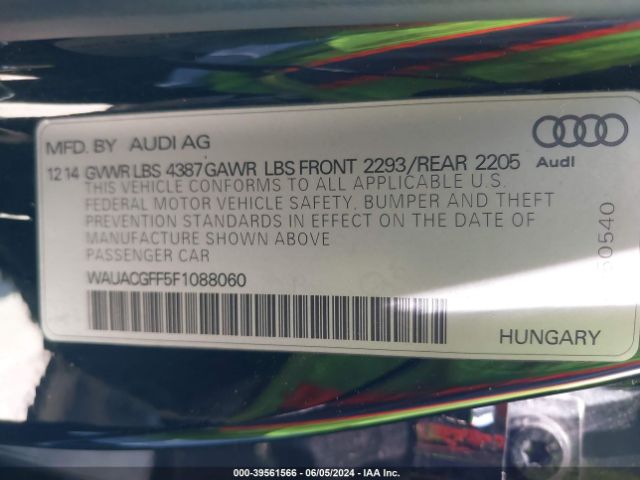 MFD. BY AUDI AG
12 14 GVWR LBS 4387 GAWR LBS FRONT 2293/REAR 2205
THIS VEHICLE CONFORMS TO ALL APPLICABLE U.S.
FEDERAL MOTOR VEHICLE SAFETY, BUMPER AND THEFT
PREVENTION STANDARDS IN EFFECT ON THE DATE OF
MANUFACTURE SHOWN ABOVE
PASSENGER CAR
WAUACGFF5F1088060
Audi
HUNGARY
000-39561566 - 06/05/2024 - IAA Inc.